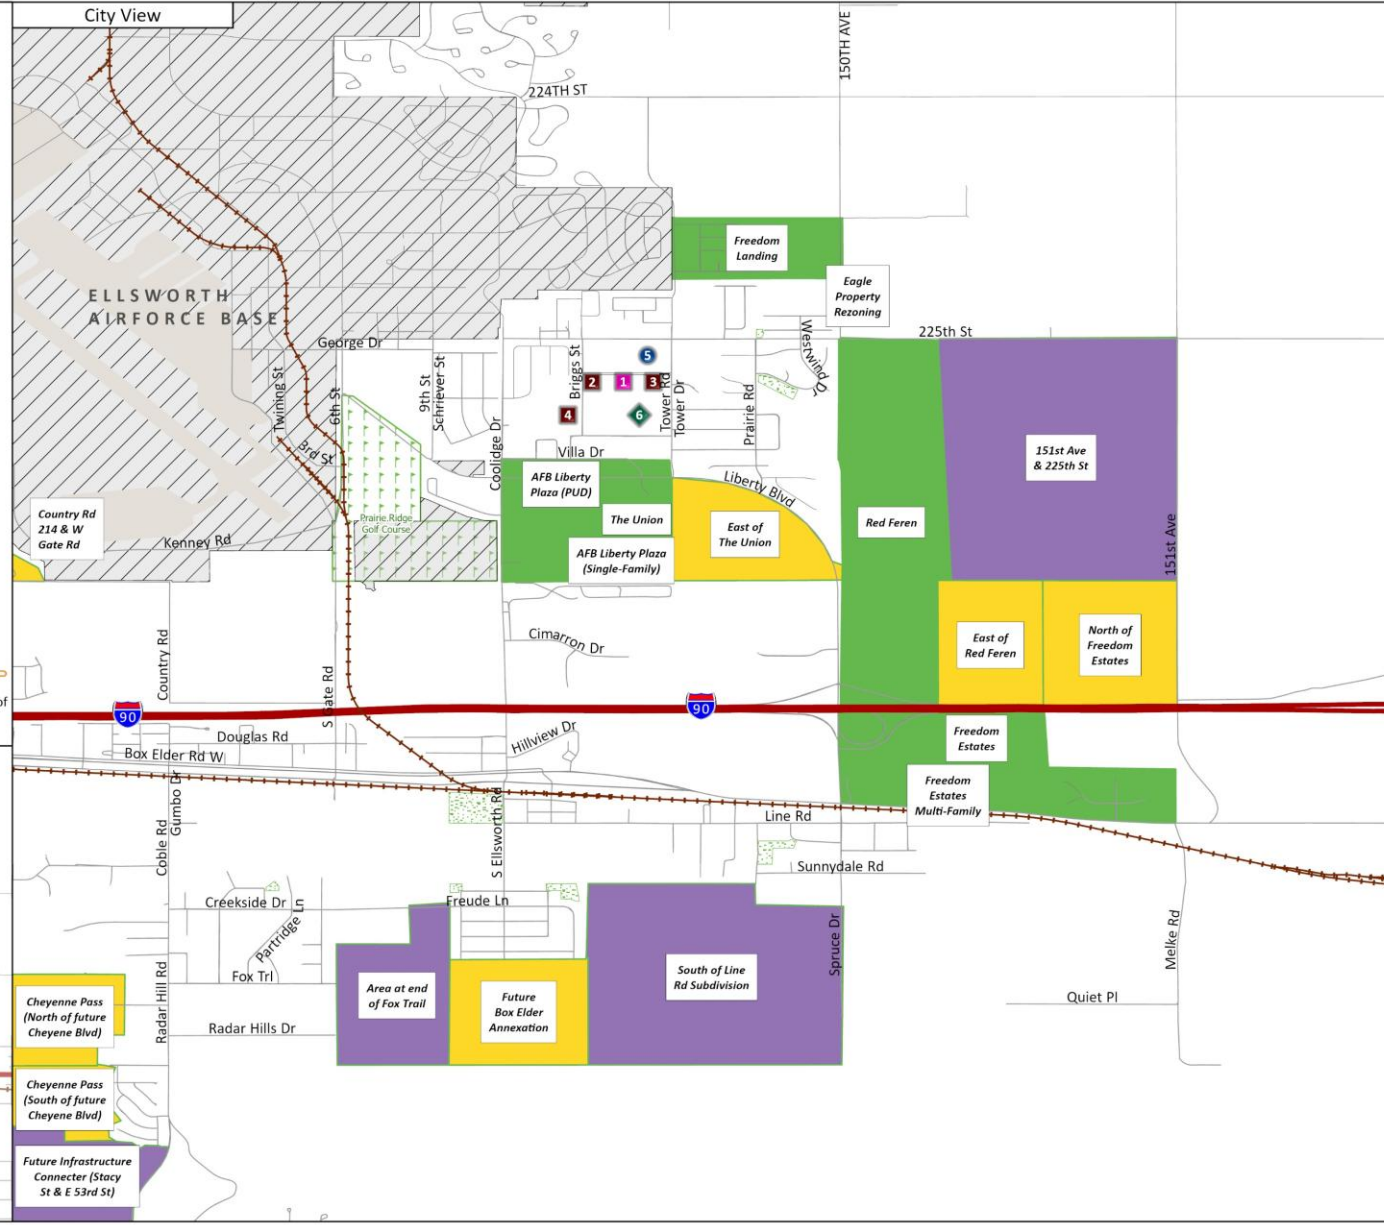 City View
150TH AVE
224TH ST
Freedom
Landing
Eagle
Property
Rezoning
ELLSWORTH
AIRFORCE BASE
225th St
George Dr
Westwind Dr
Briggs St
5
2
1
3
4
6
Twining St
6th St
9th St
Schriever St
Coolidge Dr
Tower Rd
Tower Dr
Prairie Rd
3rd St
Villa Dr
151st Ave
& 225th St
AFB Liberty
Plaza (PUD)
Liberty Blvd
Country Rd
214 & W
Gate Rd
Prairie Ridge
Golf Course
The Union
East of
The Union
Red Feren
Kenney Rd
AFB Liberty Plaza
(Single-Family)
151st Ave
Country Rd
Cimarron Dr
East of
Red Feren
North of
Freedom
Estates
of
S Gate Rd
90
90
Douglas Rd
Hillview Dr
Freedom
Estates
Box Elder Rd W
Gumbo Dr
Freedom
Estates
Multi-Family
Line Rd
Coble Rd
S Ellsworth Rd
Sunnydale Rd
Creekside Dr
Partridge Ln
Freude Ln
Spruce Dr
Melke Rd
Fox Trl
South of Line
Rd Subdivision
Area at end
of Fox Trail
Future
Box Elder
Annexation
Quiet Pl
Cheyenne Pass
(North of future
Cheyene Blvd)
Radar Hill Rd
Radar Hills Dr
Cheyenne Pass
(South of future
Cheyene Blvd)
Future Infrastructure
Connecter (Stacy
St & E 53rd St)